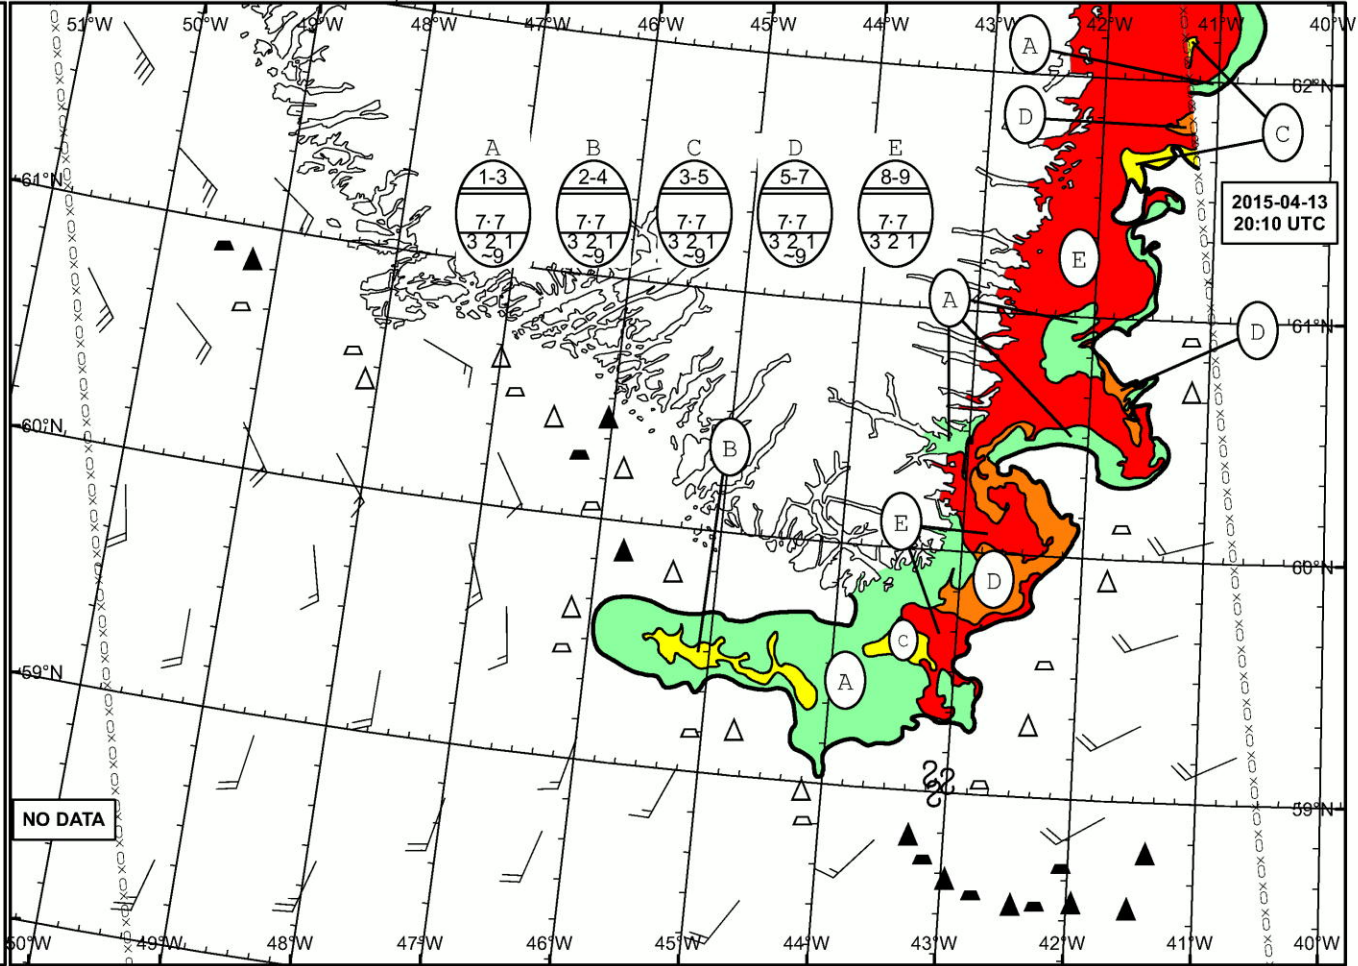 51°W 50°W 49°W 48°W 47°W 46°W 45°W 44°W 43°W 42°W 41°W 40°W
A
62°N
D
C
A B C D E
1-3 2-4 3-5 5-7 8-9
7·7 7·7 7·7 7·7 7·7
3 2 1 3 2 1 3 2 1 3 2 1 3 2 1
~9 ~9 ~9 ~9
61°N
2015-04-13
20:10 UTC
E
A
61°N
D
60°N
B
E
60°N
D
C
59°N
A
59°N
NO DATA
50°W 49°W 48°W 47°W 46°W 45°W 44°W 43°W 42°W 41°W 40°W